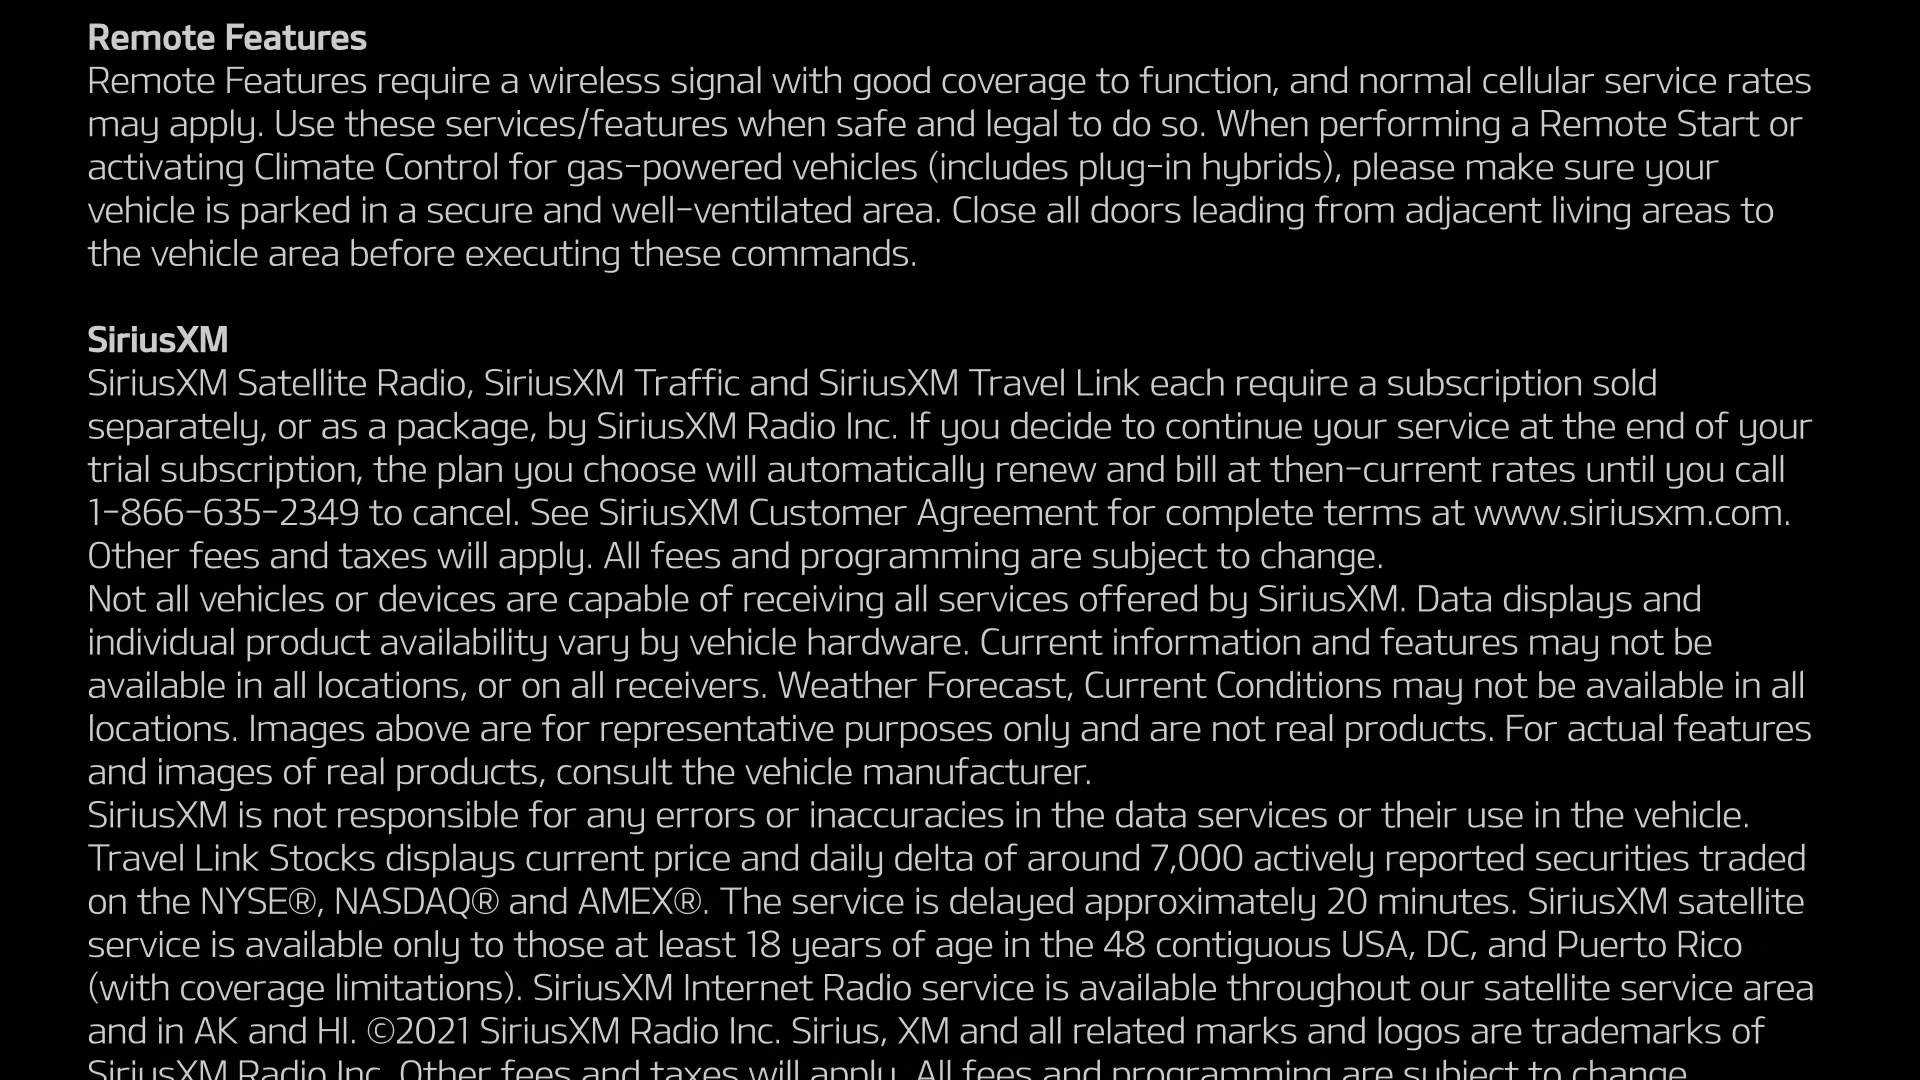 Remote Features
Remote Features require a wireless signal with good coverage to function, and normal cellular service rates
may apply. Use these services/features when safe and legal to do so. When performing a Remote Start or
activating Climate Control for gas-powered vehicles (includes plug-in hybrids), please make sure your
vehicle is parked in a secure and well-ventilated area. Close all doors leading from adjacent living areas to
the vehicle area before executing these commands.
SiriusXM
SiriusXM Satellite Radio, SiriusXM Traffic and SiriusXM Travel Link each require a subscription sold
separately, or as a package, by SiriusXM Radio Inc. If you decide to continue your service at the end of your
trial subscription, the plan you choose will automatically renew and bill at then-current rates until you call
1-866-635-2349 to cancel. See SiriusXM Customer Agreement for complete terms at www.siriusxm.com.
Other fees and taxes will apply. All fees and programming are subject to change.
Not all vehicles or devices are capable of receiving all services offered by SiriusXM. Data displays and
individual product availability vary by vehicle hardware. Current information and features may not be
available in all locations, or on all receivers. Weather Forecast, Current Conditions may not be available in all
locations. Images above are for representative purposes only and are not real products. For actual features
and images of real products, consult the vehicle manufacturer.
SiriusXM is not responsible for any errors or inaccuracies in the data services or their use in the vehicle.
Travel Link Stocks displays current price and daily delta of around 7,000 actively reported securities traded
on the NYSE®, NASDAQ® and AMEX®. The service is delayed approximately 20 minutes. SiriusXM satellite
service is available only to those at least 18 years of age in the 48 contiguous USA, DC, and Puerto Rico
(with coverage limitations). SiriusXM Internet Radio service is available throughout our satellite service area
and in AK and HI. ©2021 SiriusXM Radio Inc. Sirius, XM and all related marks and logos are trademarks of
SiriusXM Radio Inc. Other fees and taxes will apply. All fees and programming are subject to change.